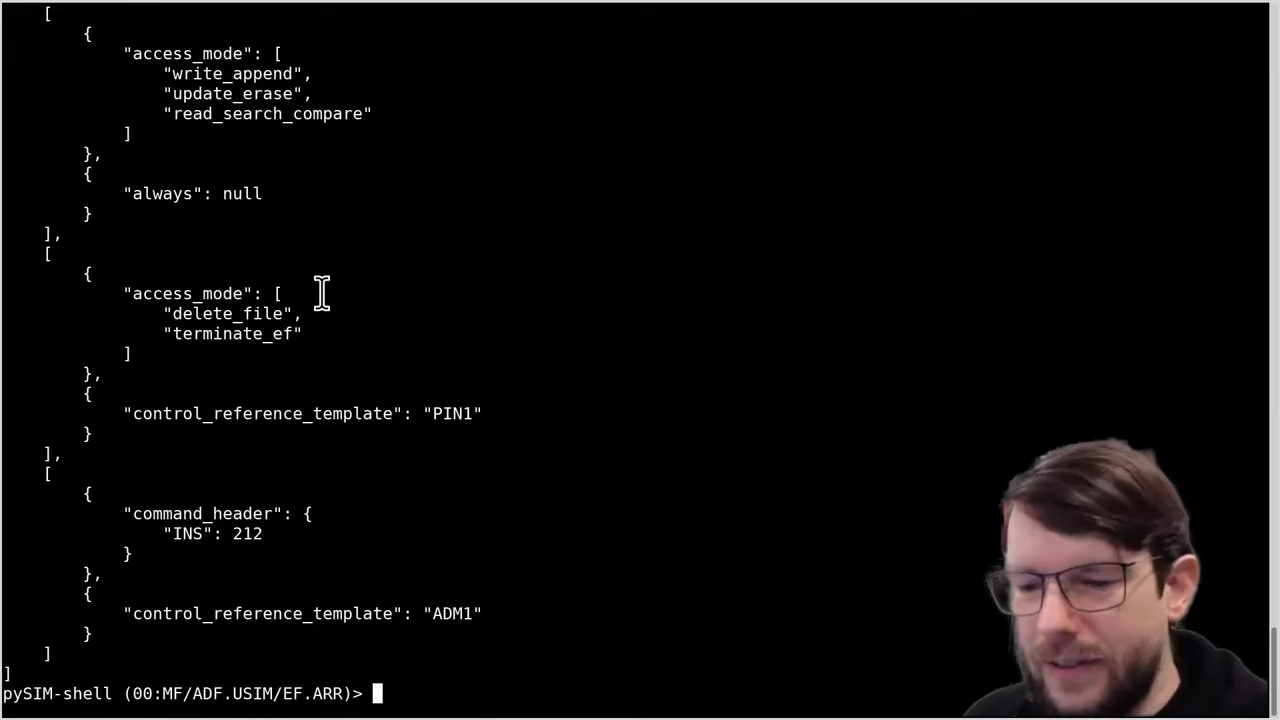 [
{
"access_mode": [
"write_append",
"update_erase",
"read_search_compare"
]
},
{
"always": null
}
],
[
{
"access_mode": [
"delete_file",
"terminate_ef"
]
},
{
"control_reference_template": "PIN1"
}
],
[
{
"command_header": {
"INS": 212
}
},
{
"control_reference_template": "ADM1"
}
]
]
pySIM-shell (00:MF/ADF.USIM/EF.ARR)>